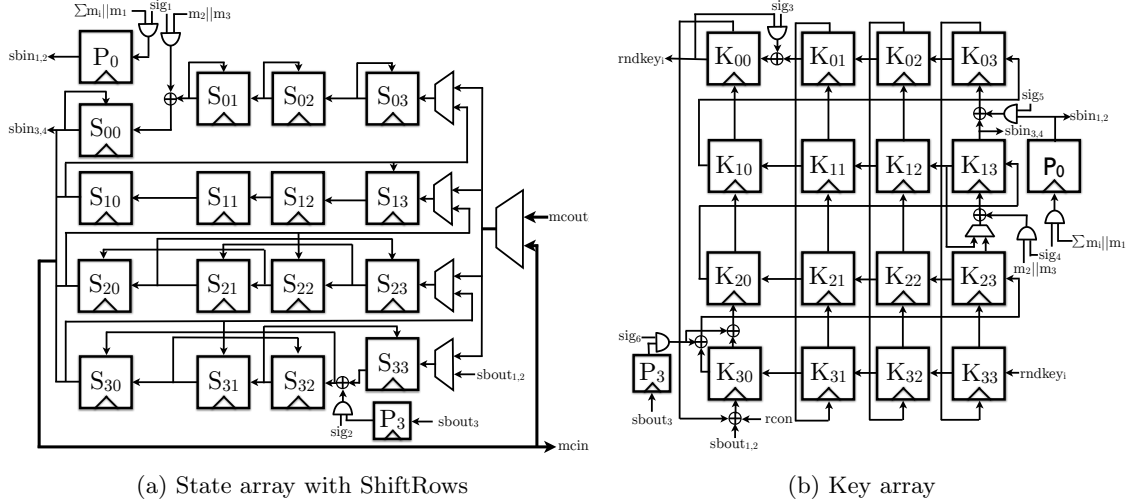 ∑mᵢ||m₁ sig₁ m₂||m₃
sbin₁,₂ P₀
S₀₁ S₀₂ S₀₃
sbin₃,₄ S₀₀
S₁₀ S₁₁ S₁₂ S₁₃
mcout
S₂₀ S₂₁ S₂₂ S₂₃
S₃₃
S₃₀ S₃₁ S₃₂ sbout₁,₂
P₃ sbout₃
sig₂
mcin
(a) State array with ShiftRows
sig₃
rndkeyᵢ K₀₀ K₀₁ K₀₂ K₀₃
sig₅
sbin₁,₂
sbin₃,₄
K₁₀ K₁₁ K₁₂ K₁₃ P₀
∑mᵢ||m₁
sig₄
m₂||m₃
K₂₀ K₂₁ K₂₂ K₂₃
sig₆
P₃ K₃₀ K₃₁ K₃₂ K₃₃ rndkeyᵢ
sbout₃ rcon
sbout₁,₂
(b) Key array